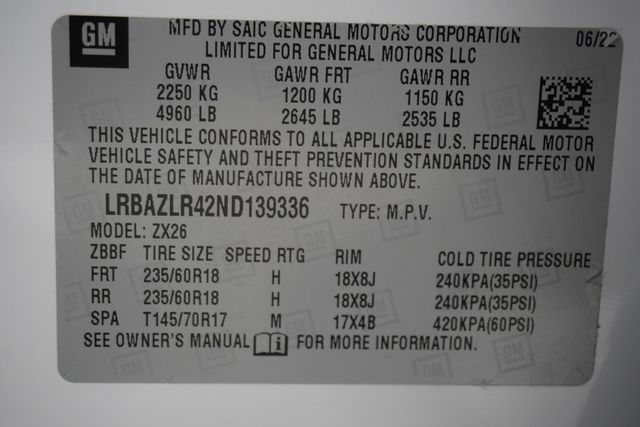 GM
MFD BY SAIC GENERAL MOTORS CORPORATION 06/22
LIMITED FOR GENERAL MOTORS LLC
GVWR GAWR FRT GAWR RR
2250 KG 1200 KG 1150 KG
4960 LB 2645 LB 2535 LB
THIS VEHICLE CONFORMS TO ALL APPLICABLE U.S. FEDERAL MOTOR
VEHICLE SAFETY AND THEFT PREVENTION STANDARDS IN EFFECT ON
THE DATE OF MANUFACTURE SHOWN ABOVE.
LRBAZLR42ND139336 TYPE: M.P.V.
MODEL: ZX26
ZBBF TIRE SIZE SPEED RTG RIM COLD TIRE PRESSURE
FRT 235/60R18 H 18X8J 240KPA(35PSI)
RR 235/60R18 H 18X8J 240KPA(35PSI)
SPA T145/70R17 M 17X4B 420KPA(60PSI)
SEE OWNER'S MANUAL FOR MORE INFORMATION.